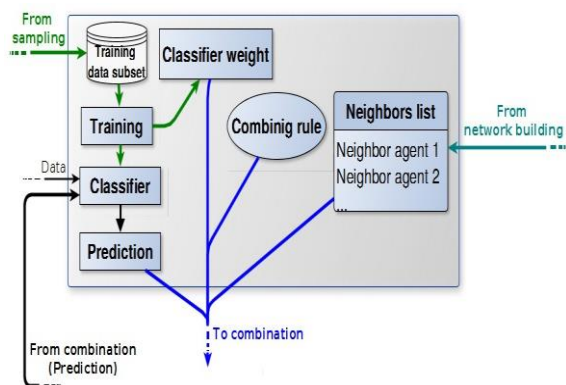 From
sampling
Training
data subset
Classifier weight
Training
Combinig rule
Neighbors list
Neighbor agent 1
Neighbor agent 2
...
From
network building
Data
Classifier
Prediction
To combination
From combination
(Prediction)